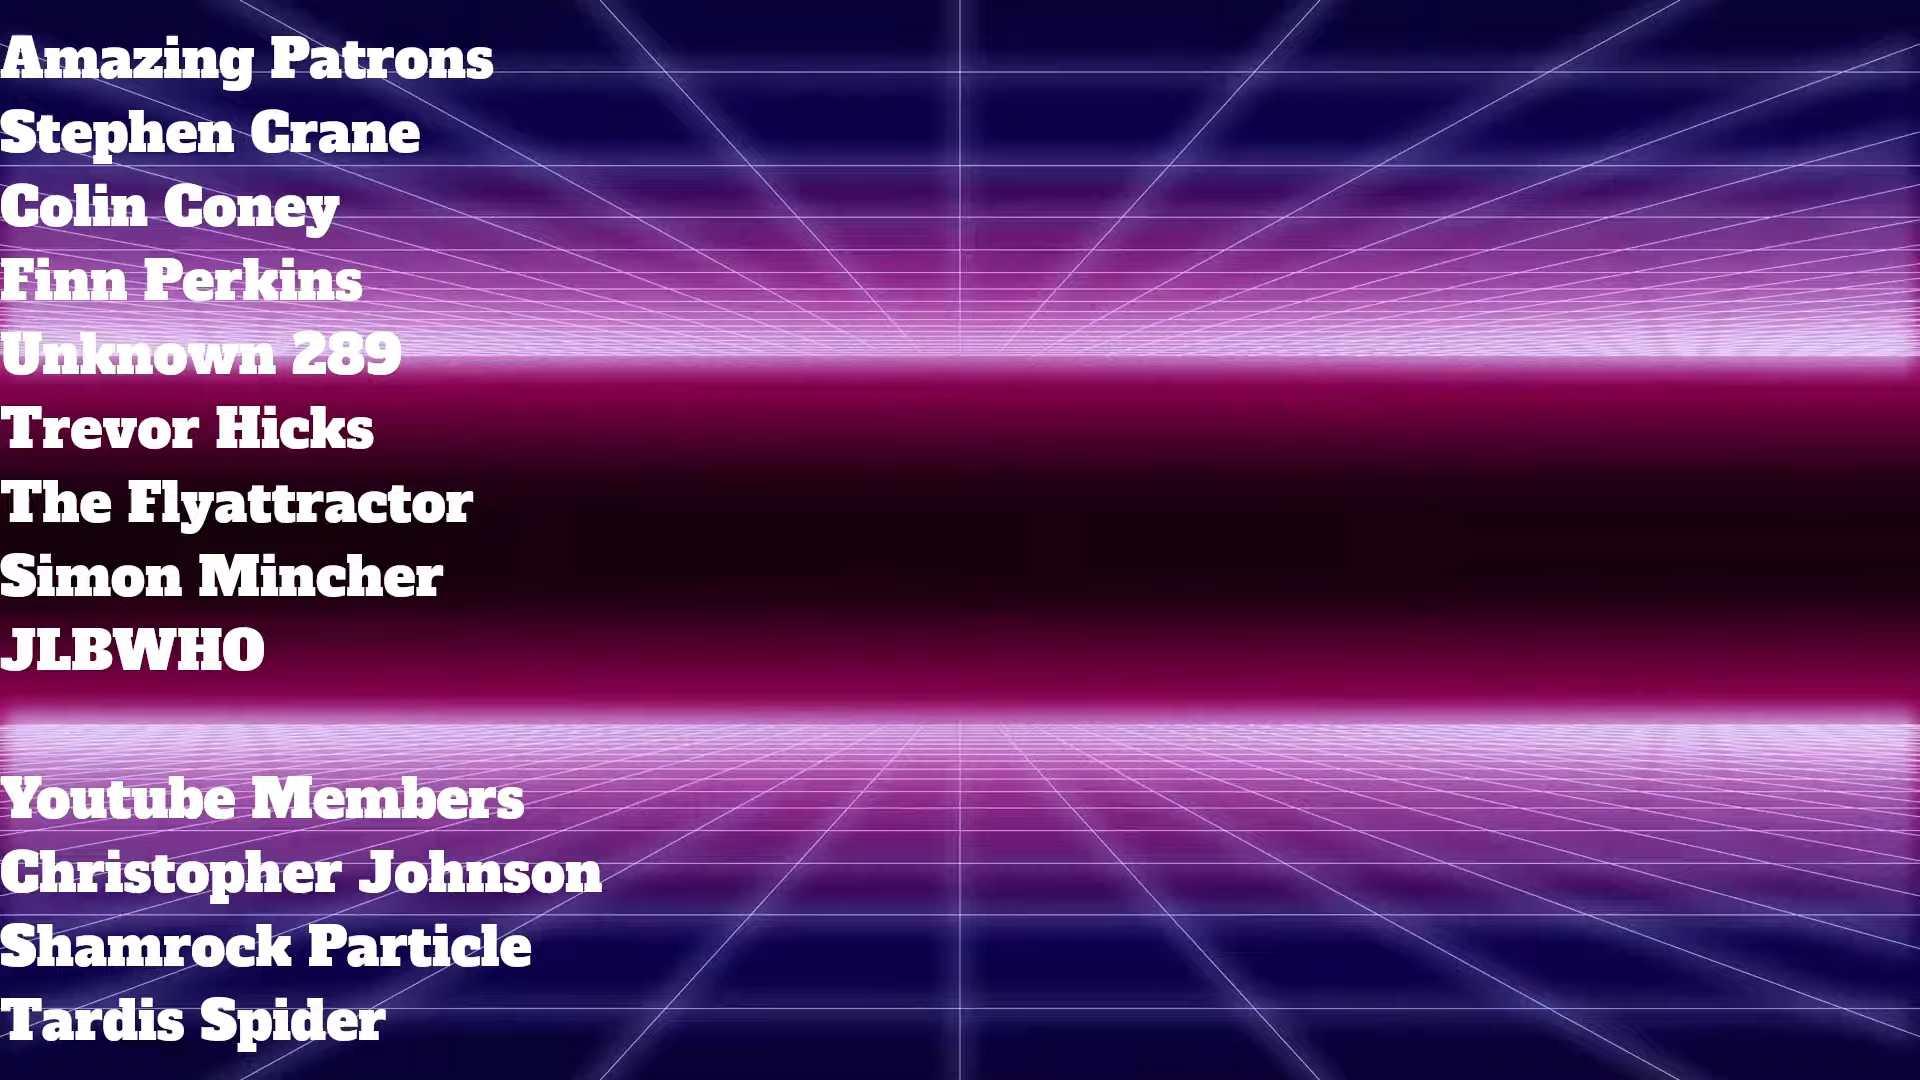 Amazing Patrons
Stephen Crane
Colin Coney
Finn Perkins
Unknown 289
Trevor Hicks
The Flyattractor
Simon Mincher
JLBWHO
Youtube Members
Christopher Johnson
Shamrock Particle
Tardis Spider